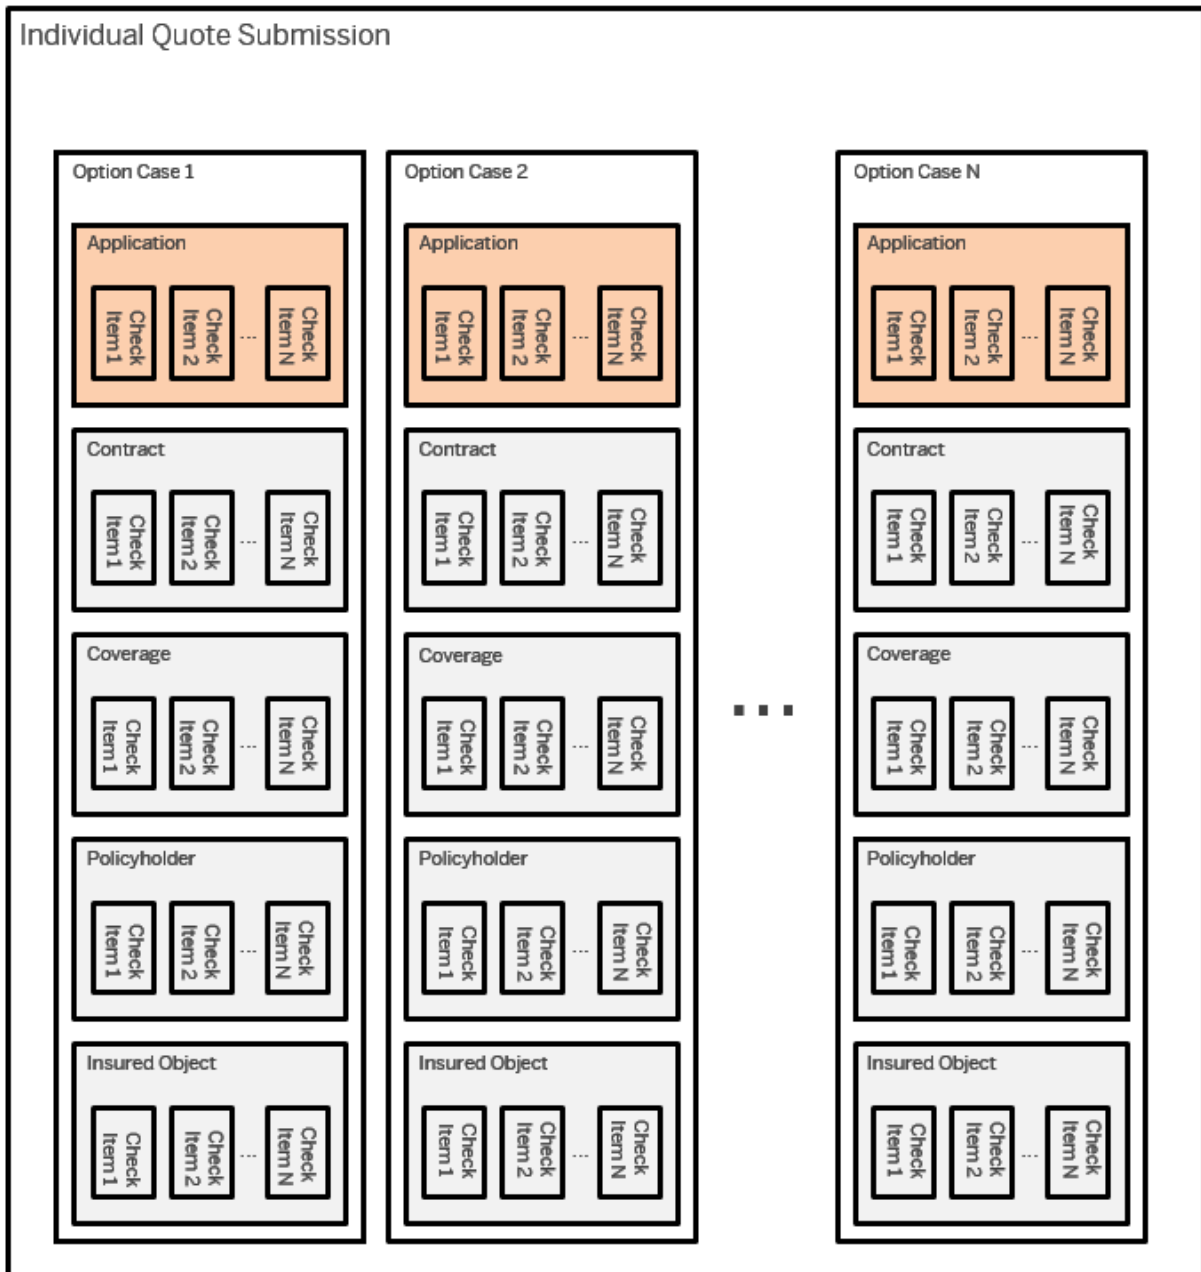 Individual Quote Submission
Option Case 1
Application
Check
Item 1
Check
Item 2
...
Check
Item N
Contract
Check
Item 1
Check
Item 2
...
Check
Item N
Coverage
Check
Item 1
Check
Item 2
...
Check
Item N
Policyholder
Check
Item 1
Check
Item 2
...
Check
Item N
Insured Object
Check
Item 1
Check
Item 2
...
Check
Item N
Option Case 2
Application
Check
Item 1
Check
Item 2
...
Check
Item N
Contract
Check
Item 1
Check
Item 2
...
Check
Item N
Coverage
Check
Item 1
Check
Item 2
...
Check
Item N
Policyholder
Check
Item 1
Check
Item 2
...
Check
Item N
Insured Object
Check
Item 1
Check
Item 2
...
Check
Item N
...
Option Case N
Application
Check
Item 1
Check
Item 2
...
Check
Item N
Contract
Check
Item 1
Check
Item 2
...
Check
Item N
Coverage
Check
Item 1
Check
Item 2
...
Check
Item N
Policyholder
Check
Item 1
Check
Item 2
...
Check
Item N
Insured Object
Check
Item 1
Check
Item 2
...
Check
Item N